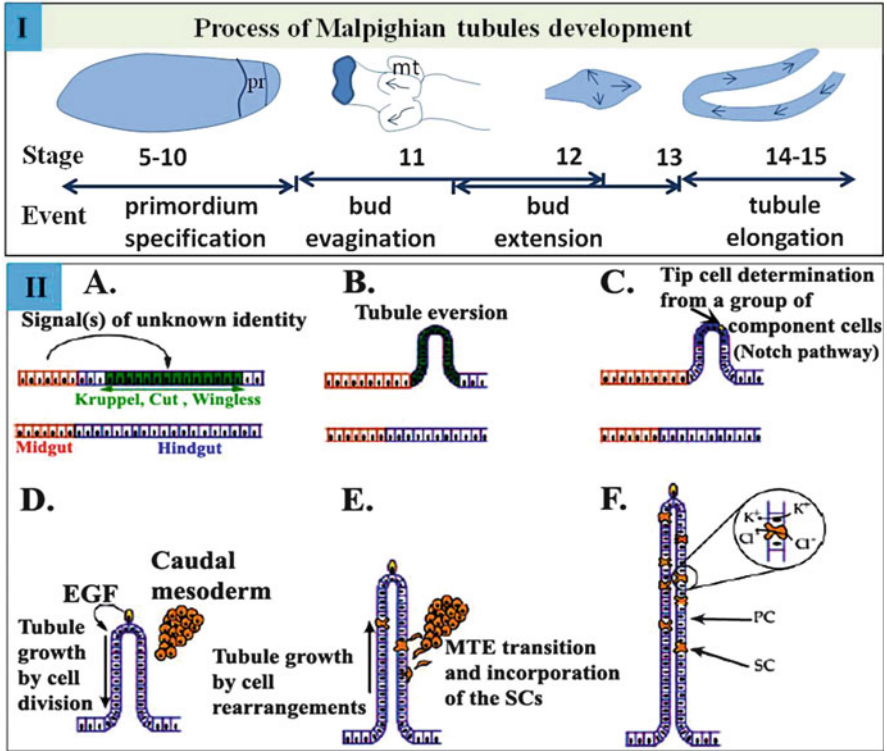 I
Process of Malpighian tubules development
pr
mt
Stage
5-10
11
12
13
14-15
Event
primordium
specification
bud
evagination
bud
extension
tubule
elongation
II
A.
Signal(s) of unknown identity
Kruppel, Cut , Wingless
Midgut
Hindgut
B.
Tubule eversion
C.
Tip cell determination
from a group of
component cells
(Notch pathway)
D.
EGF
Caudal
mesoderm
Tubule
growth
by cell
division
E.
Tubule growth
by cell
rearrangements
MTE transition
and incorporation
of the SCs
F.
K+
K+
Cl+
Cl-
PC
SC